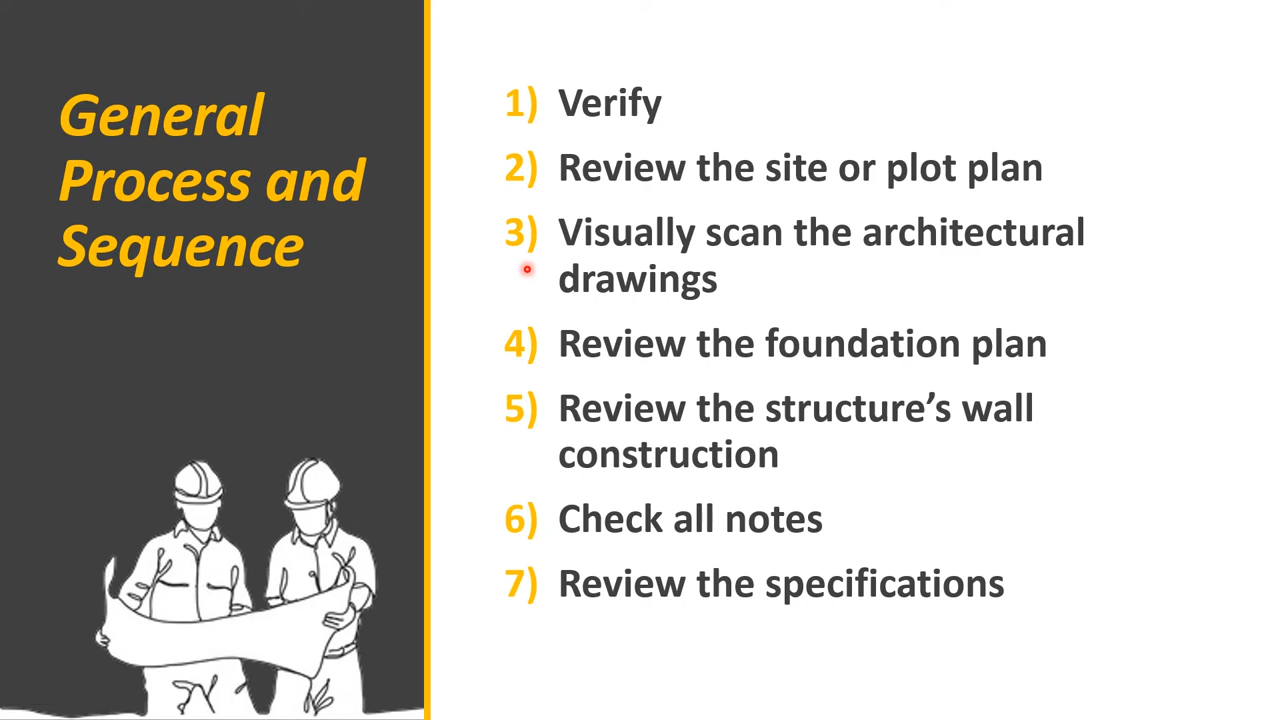 General
Process and
Sequence
1) Verify
2) Review the site or plot plan
3) Visually scan the architectural
drawings
4) Review the foundation plan
5) Review the structure’s wall
construction
6) Check all notes
7) Review the specifications